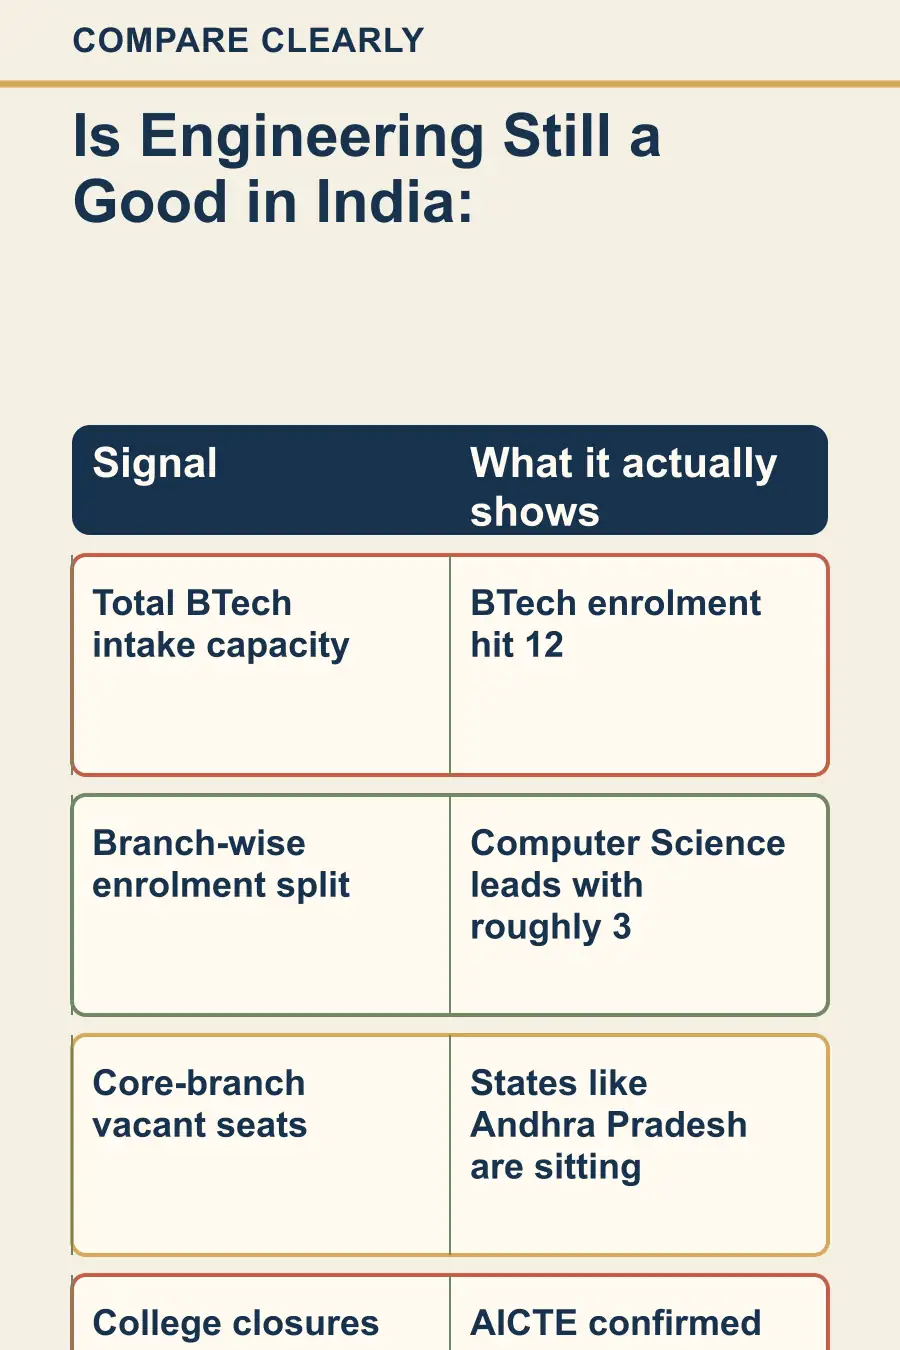 COMPARE CLEARLY
Is Engineering Still a
Good in India:
Signal
What it actually
shows
Total BTech
intake capacity
BTech enrolment
hit 12
Branch-wise
enrolment split
Computer Science
leads with
roughly 3
Core-branch
vacant seats
States like
Andhra Pradesh
are sitting
College closures
AICTE confirmed